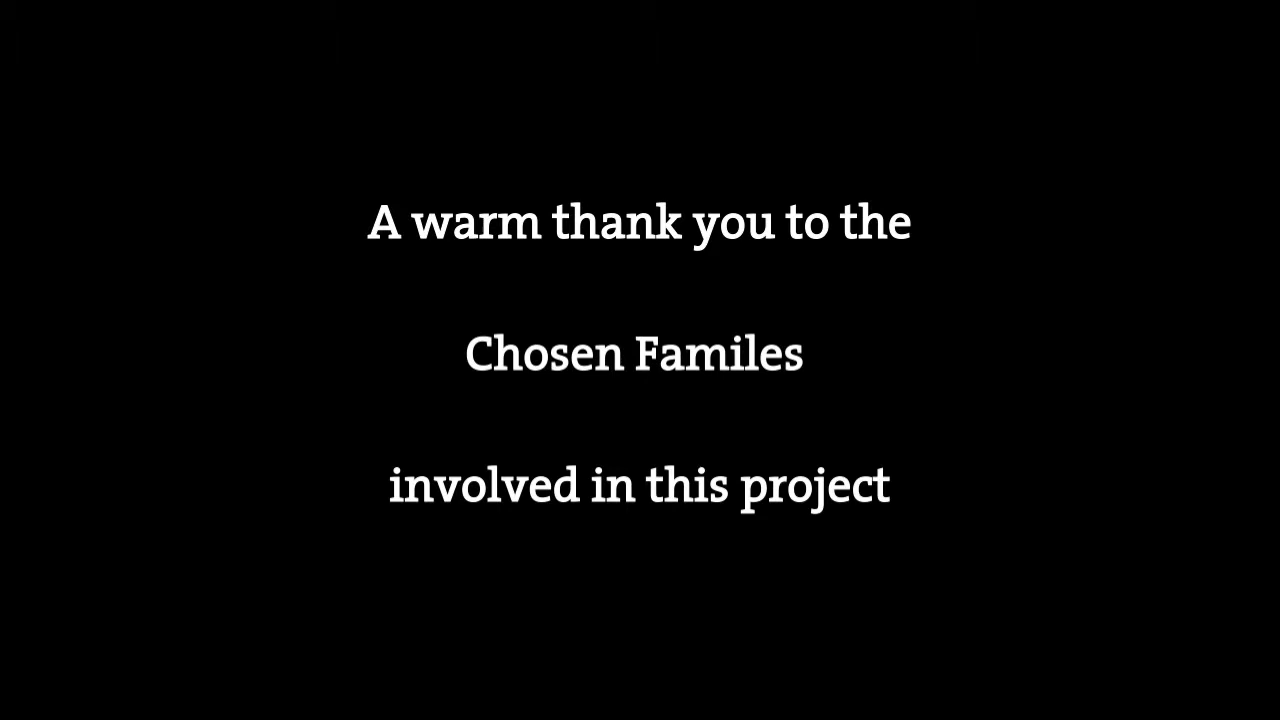 A warm thank you to the
Chosen Familes
involved in this project